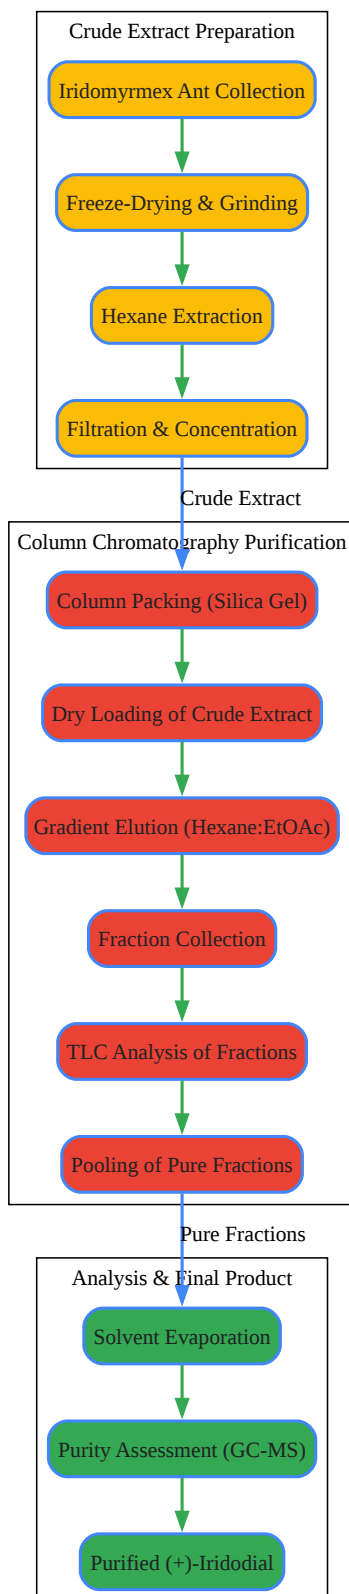 Crude Extract Preparation
Iridomyrmex Ant Collection
Freeze-Drying & Grinding
Hexane Extraction
Filtration & Concentration
Crude Extract
Column Chromatography Purification
Column Packing (Silica Gel)
Dry Loading of Crude Extract
Gradient Elution (Hexane:EtOAc)
Fraction Collection
TLC Analysis of Fractions
Pooling of Pure Fractions
Pure Fractions
Analysis & Final Product
Solvent Evaporation
Purity Assessment (GC-MS)
Purified (+)-Iridodial